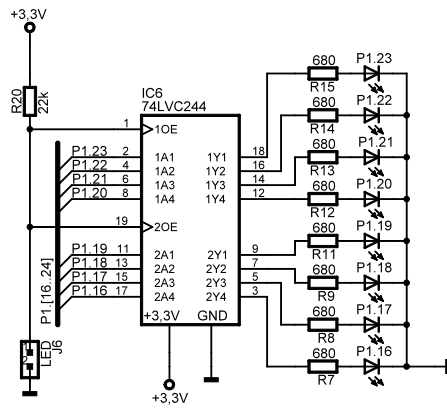 +3,3V
R20
22k
IC6
74LVC244
1 1OE
P1.23 2 1A1 1Y1 18
P1.22 4 1A2 1Y2 16
P1.21 6 1A3 1Y3 14
P1.20 8 1A4 1Y4 12
19 2OE
P1.19 11 2A1 2Y1 9
P1.18 13 2A2 2Y2 7
P1.17 15 2A3 2Y3 5
P1.16 17 2A4 2Y4 3
+3,3V GND
+3,3V
P1.[16..24]
LED
J6
680 P1.23
R15
680 P1.22
R14
680 P1.21
R13
680 P1.20
R12
680 P1.19
R11
680 P1.18
R9
680 P1.17
R8
680 P1.16
R7